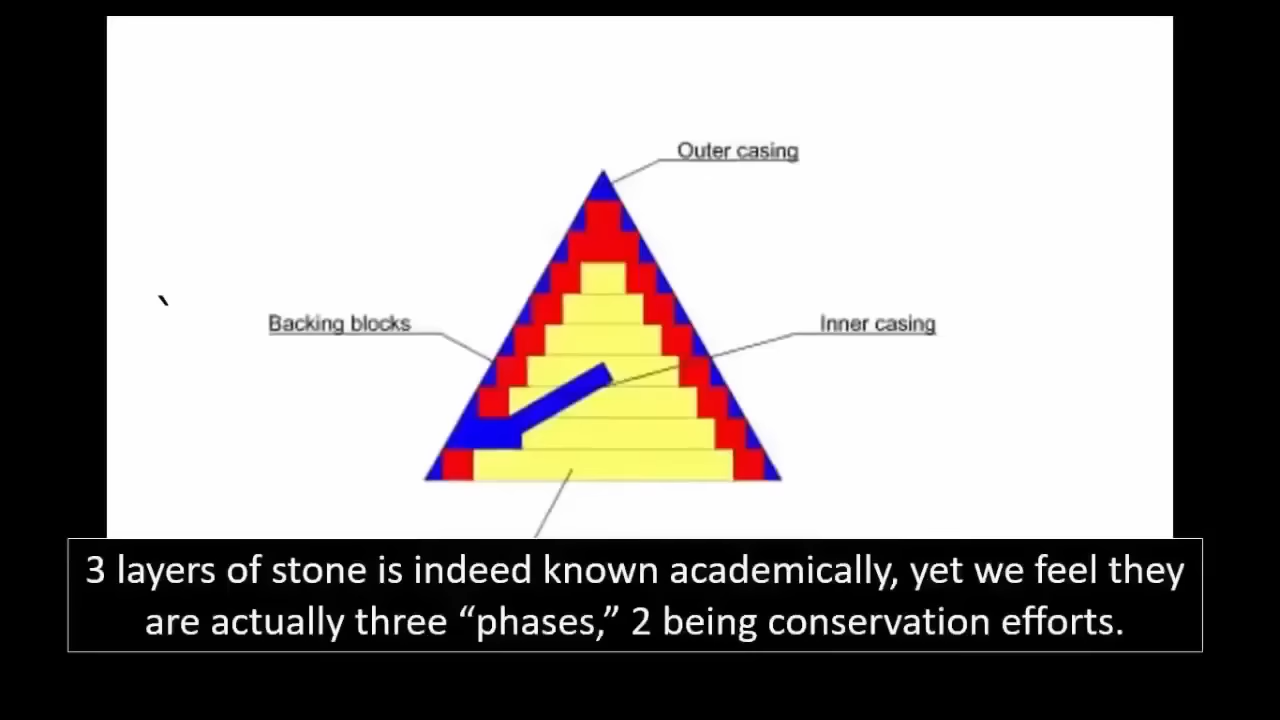 Outer casing
`
Backing blocks
Inner casing
3 layers of stone is indeed known academically, yet we feel they
are actually three “phases,” 2 being conservation efforts.